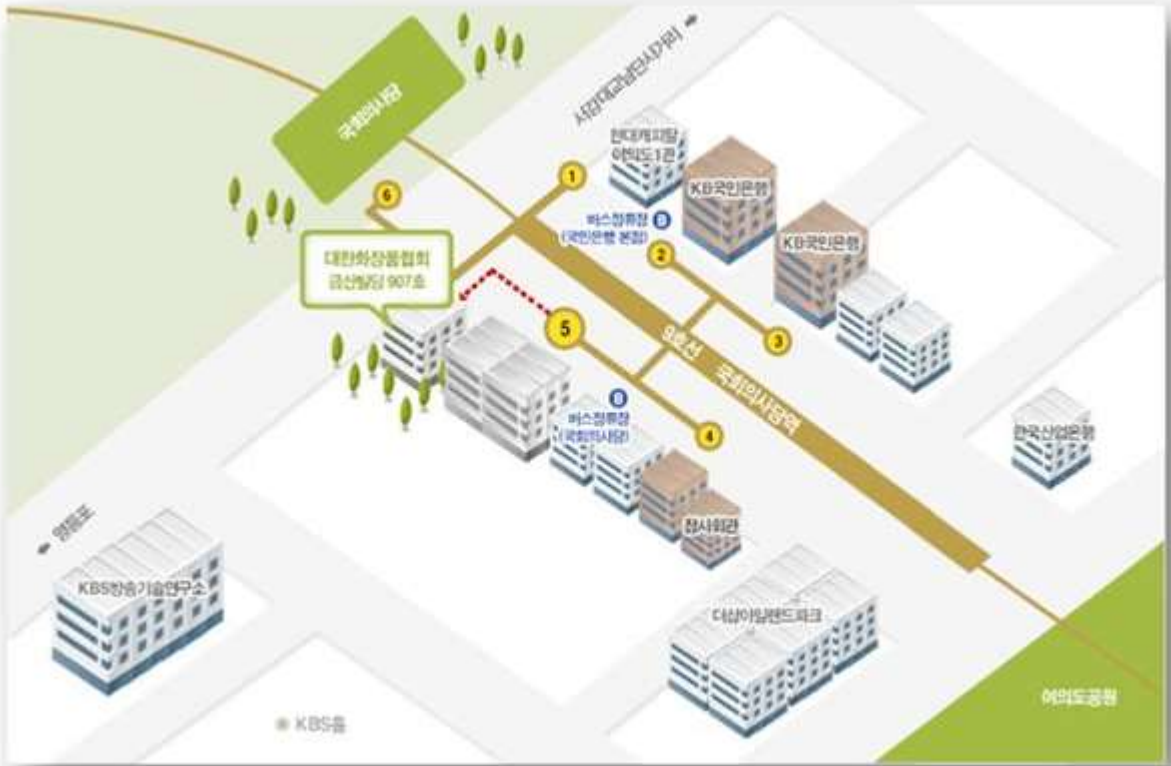 국회의사당
서강대교남단사거리
현대캐피탈
여의도1관
KB국민은행
KB국민은행
1
6
버스정류장
(국민은행 본점)
B
2
대한화장품협회
금산빌딩 907호
5
3
9호선 국회의사당역
B
버스정류장
(국회의사당)
4
한국산업은행
잠사회관
영등포
KBS방송기술연구소
더샵아일랜드파크
여의도공원
KBS홀